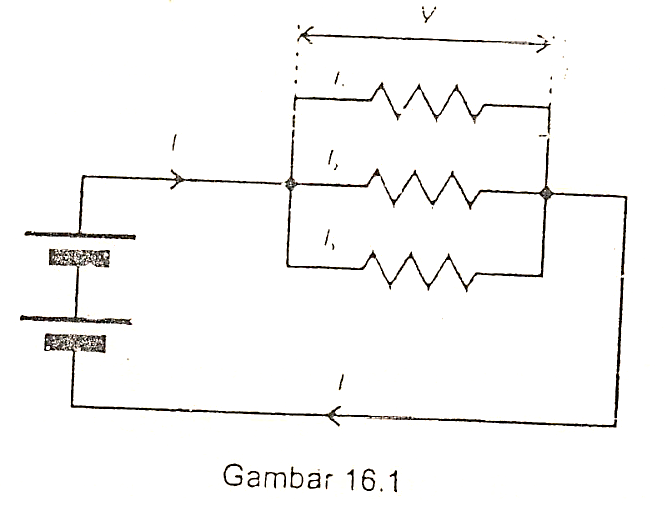 V
I₁
I
I₂
I₃
I
Gambar 16.1